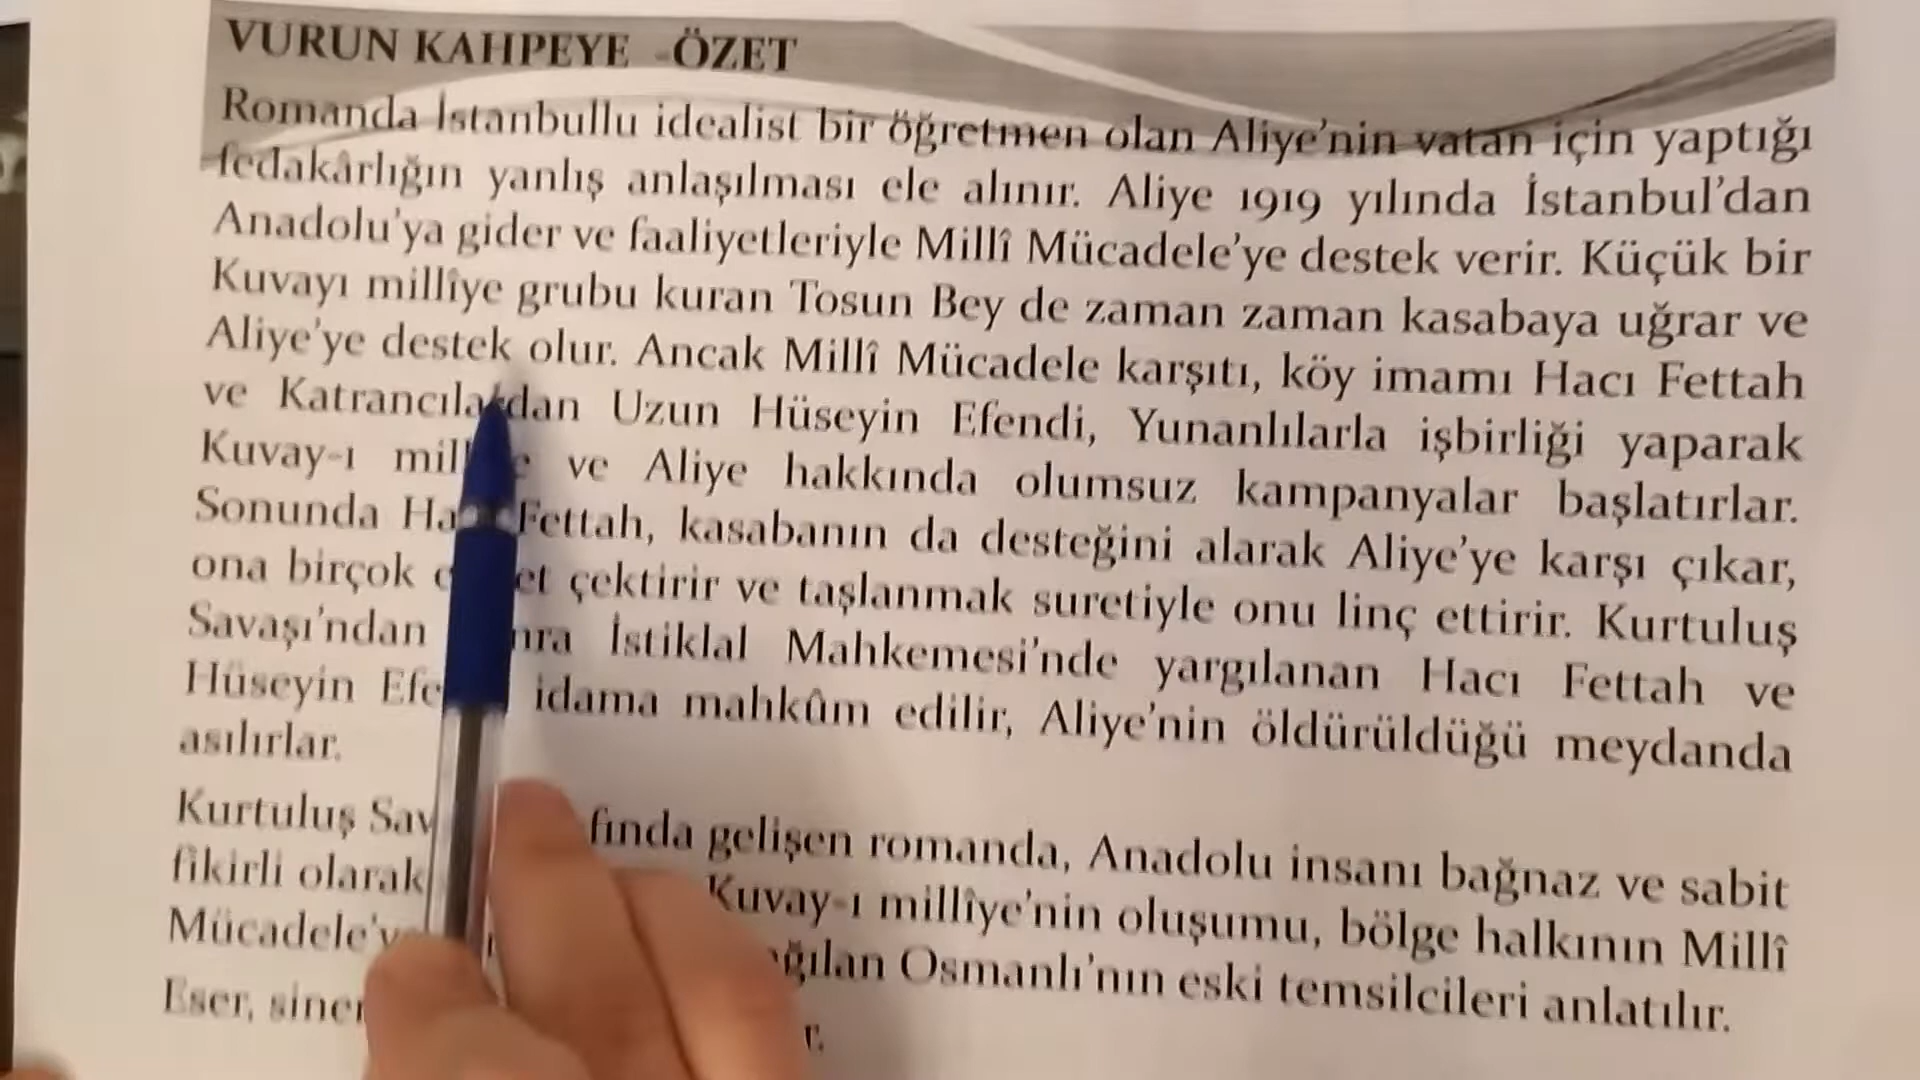 VURUN KAHPEYE -ÖZET
Romanda İstanbullu idealist bir öğretmen olan Aliye'nin vatan için yaptığı
fedakârlığın yanlış anlaşılması ele alınır. Aliye 1919 yılında İstanbul'dan
Anadolu'ya gider ve faaliyetleriyle Millî Mücadele'ye destek verir. Küçük bir
Kuvayı millîye grubu kuran Tosun Bey de zaman zaman kasabaya uğrar ve
Aliye'ye destek olur. Ancak Millî Mücadele karşıtı, köy imamı Hacı Fettah
ve Katrancılardan Uzun Hüseyin Efendi, Yunanlılarla işbirliği yaparak
Kuvay-ı ve Aliye hakkında olumsuz kampanyalar başlatırlar.
Sonunda Fettah, kasabanın da desteğini alarak Aliye'ye karşı çıkar,
ona birçok çektirir ve taşlanmak suretiyle onu linç ettirir. Kurtuluş
Savaşı'ndan İstiklal Mahkemesi'nde yargılanan Hacı Fettah ve
Hüseyin idama mahkûm edilir, Aliye'nin öldürüldüğü meydanda
asılırlar.
Kurtuluş gelişen romanda, Anadolu insanı bağnaz ve sabit
fikirli olarak Kuvay-ı millîye'nin oluşumu, bölge halkının Millî
Osmanlı'nın eski temsilcileri anlatılır.
Eser,